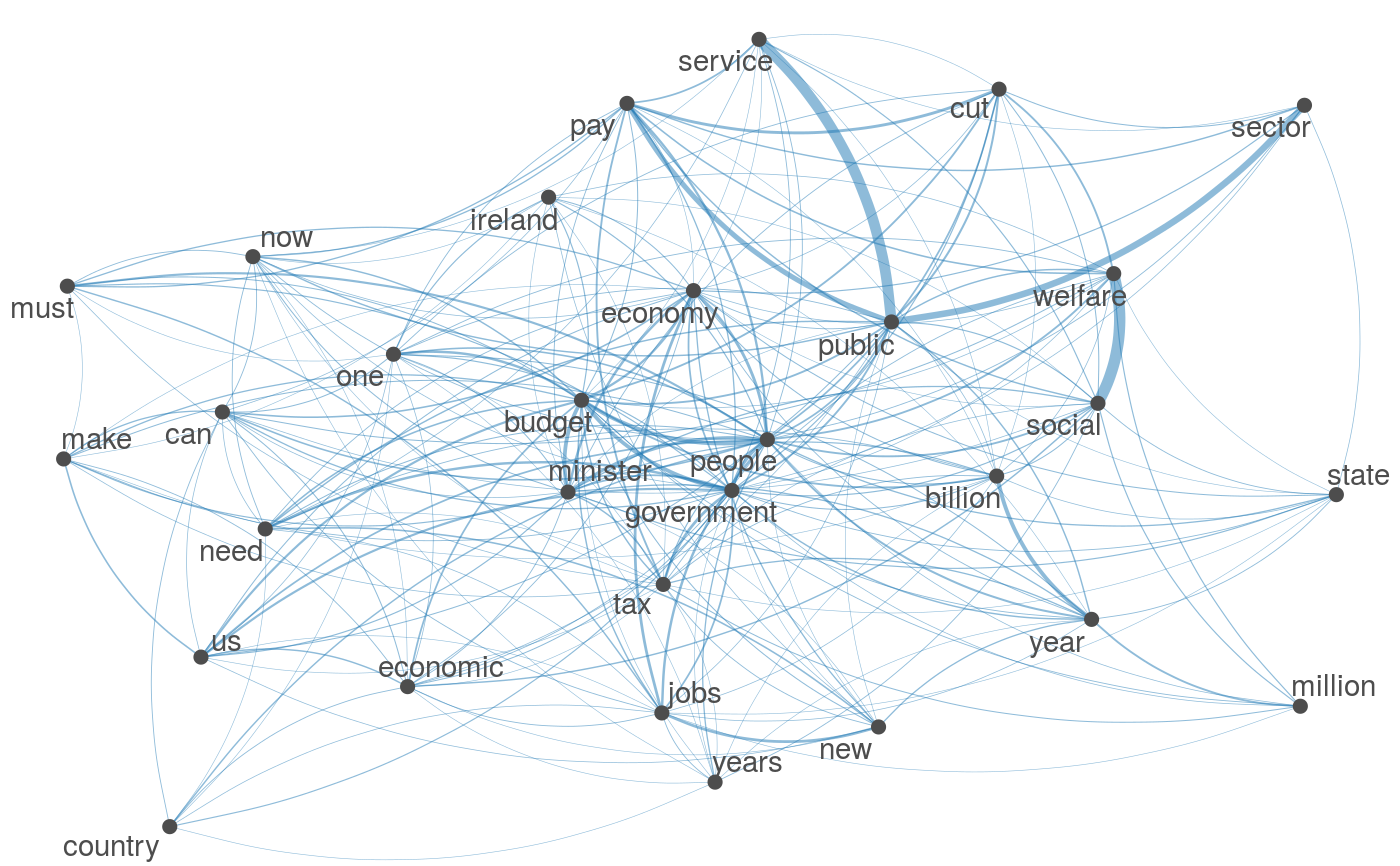 service
cut
pay
sector
ireland
now
must
welfare
economy
public
one
budget
social
can
make
people
minister
state
billion
government
need
tax
us
year
economic
million
jobs
new
years
country